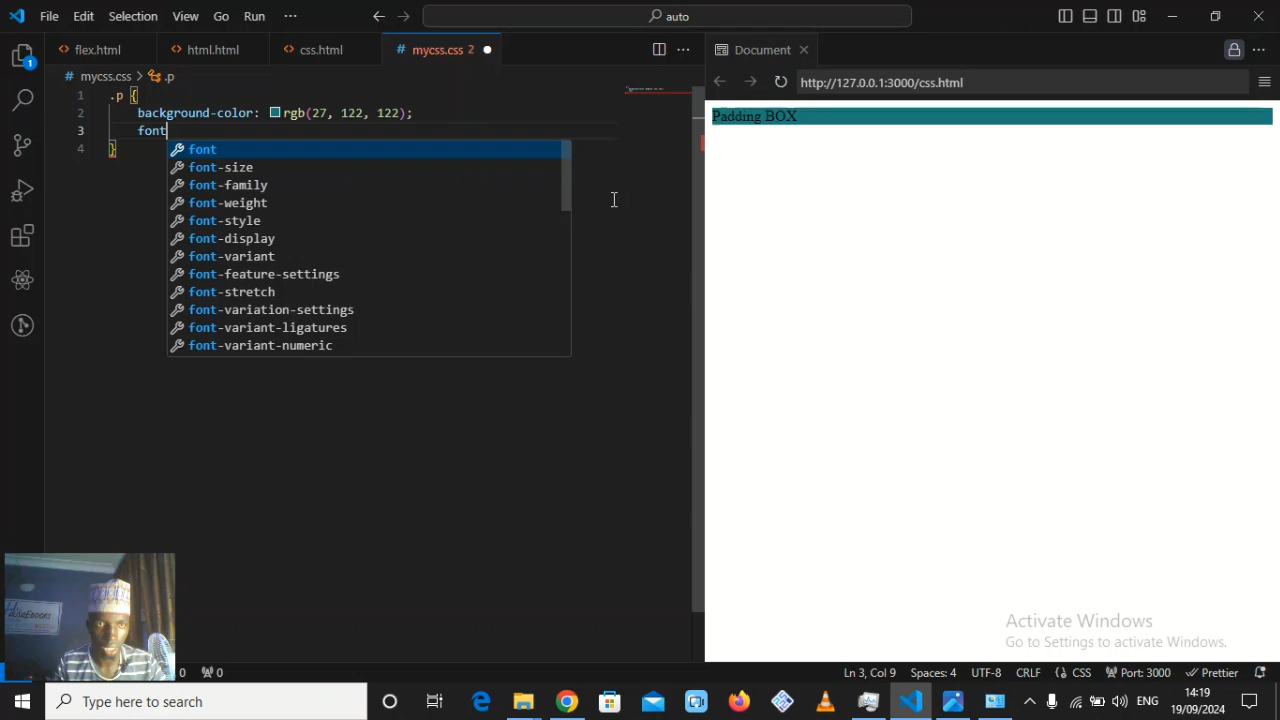 File Edit Selection View Go Run ··· auto
flex.html html.html css.html # mycss.css 2 ···
Document ···
# mycss.css > .p
http://127.0.0.1:3000/css.html
1 .p {
2 background-color: rgb(27, 122, 122);
3 font
4 }
font
font-size
font-family
font-weight
font-style
font-display
font-variant
font-feature-settings
font-stretch
font-variation-settings
font-variant-ligatures
font-variant-numeric
Padding BOX
1
Activate Windows
Go to Settings to activate Windows.
0 0 Ln 3, Col 9 Spaces: 4 UTF-8 CRLF {} CSS Port: 3000 Prettier
Type here to search
ENG
14:19
19/09/2024